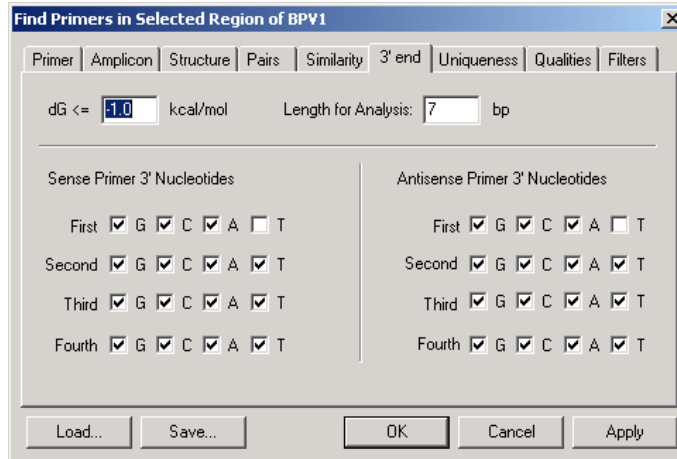 Find Primers in Selected Region of BPV1
Primer Amplicon Structure Pairs Similarity 3' end Uniqueness Qualities Filters
dG <= -1.0 kcal/mol Length for Analysis: 7 bp
Sense Primer 3' Nucleotides Antisense Primer 3' Nucleotides
First G C A T First G C A T
Second G C A T Second G C A T
Third G C A T Third G C A T
Fourth G C A T Fourth G C A T
Load... Save... OK Cancel Apply